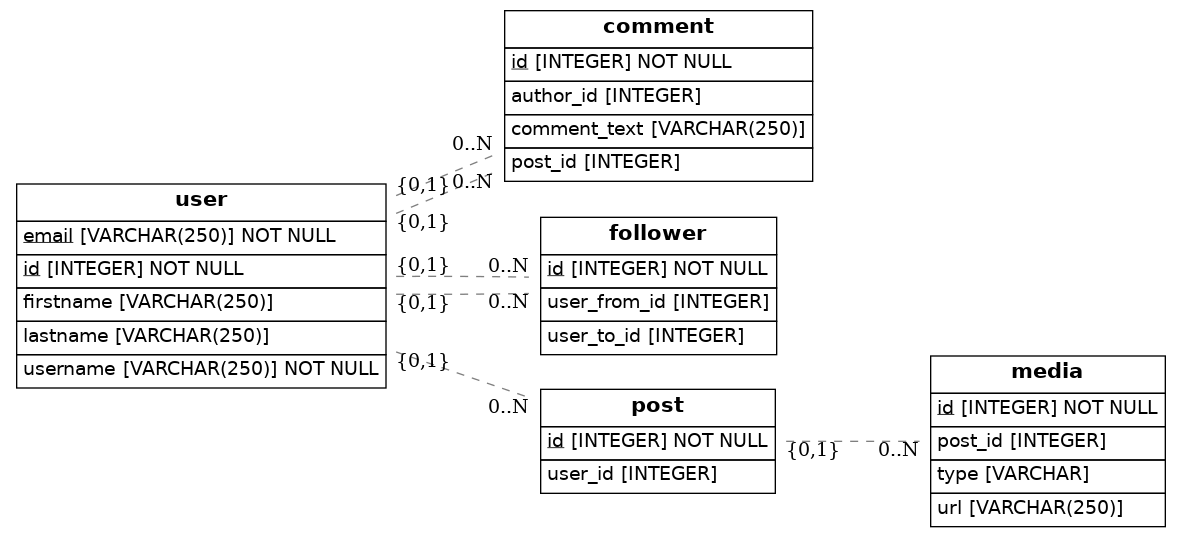 comment
id [INTEGER] NOT NULL
author_id [INTEGER]
comment_text [VARCHAR(250)]
post_id [INTEGER]
0..N
{0,1}
0..N
{0,1}
user
email [VARCHAR(250)] NOT NULL
id [INTEGER] NOT NULL
firstname [VARCHAR(250)]
lastname [VARCHAR(250)]
username [VARCHAR(250)] NOT NULL
{0,1}
0..N
{0,1}
0..N
follower
id [INTEGER] NOT NULL
user_from_id [INTEGER]
user_to_id [INTEGER]
{0,1}
0..N
post
id [INTEGER] NOT NULL
user_id [INTEGER]
{0,1}
0..N
media
id [INTEGER] NOT NULL
post_id [INTEGER]
type [VARCHAR]
url [VARCHAR(250)]